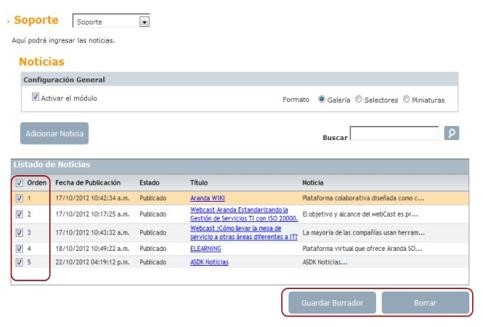 Soporte Soporte
Aquí podrá ingresar las noticias.
Noticias
Configuración General
Activar el módulo Formato Galería Selectores Miniaturas
Adicionar Noticia Buscar
Listado de Noticias
Orden Fecha de Publicación Estado Título Noticia
1 17/10/2012 10:42:34 a.m. Publicado Aranda WIKI Plataforma colaborativa diseñada como c...
2 17/10/2012 10:17:25 a.m. Publicado Webcast Aranda Estandarizando la Gestión de Servicios TI con ISO 20000. El objetivo y alcance del webCast es pr...
3 17/10/2012 10:43:32 a.m. Publicado Webcast ¿Cómo llevar la mesa de servicio a otras áreas diferentes a IT? La mayoría de las compañías usan herram...
4 18/10/2012 10:49:22 a.m. Publicado ELEARNING Plataforma virtual que ofrece Aranda SO...
5 22/10/2012 04:19:12 p.m. Publicado ASDK Noticias ASDK Noticias...
Guardar Borrador Borrar